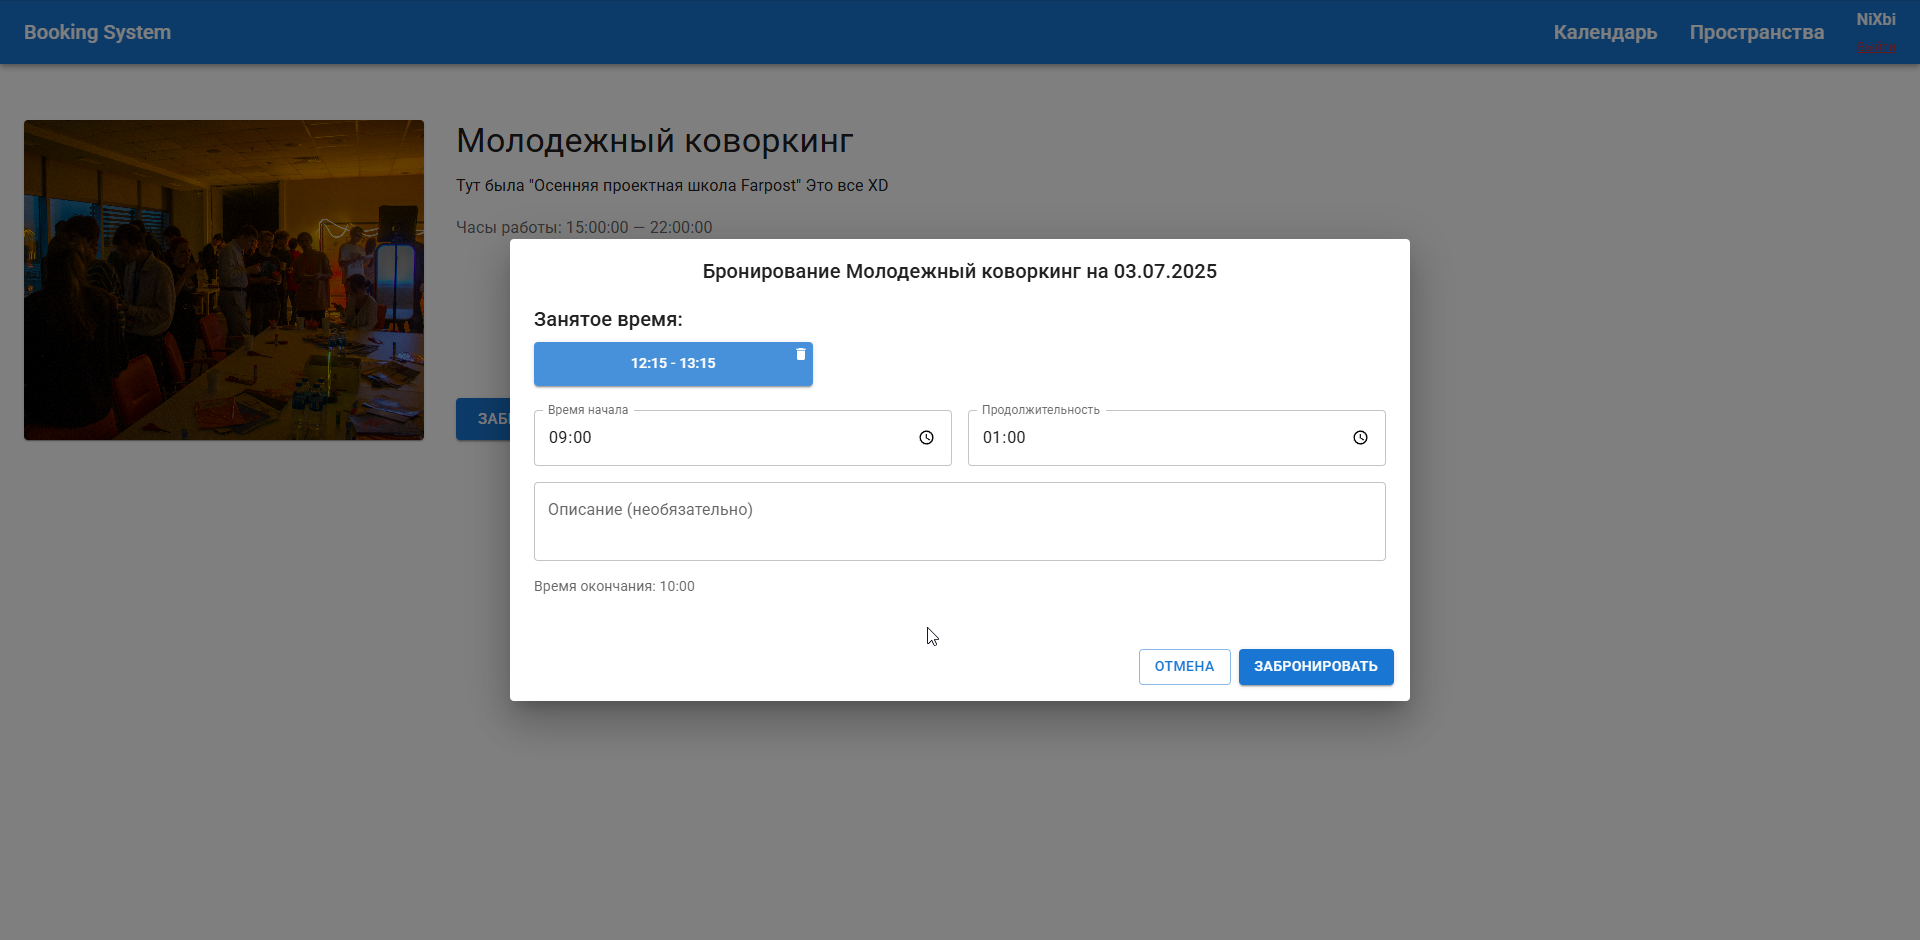 Booking System
Календарь
Пространства
NiXbi
Выйти
Молодежный коворкинг
Тут была "Осенняя проектная школа Farpost" Это все XD
Часы работы: 15:00:00 — 22:00:00
ЗАБ
Бронирование Молодежный коворкинг на 03.07.2025
Занятое время:
12:15 - 13:15
Время начала
09:00
Продолжительность
01:00
Описание (необязательно)
Время окончания: 10:00
ОТМЕНА
ЗАБРОНИРОВАТЬ